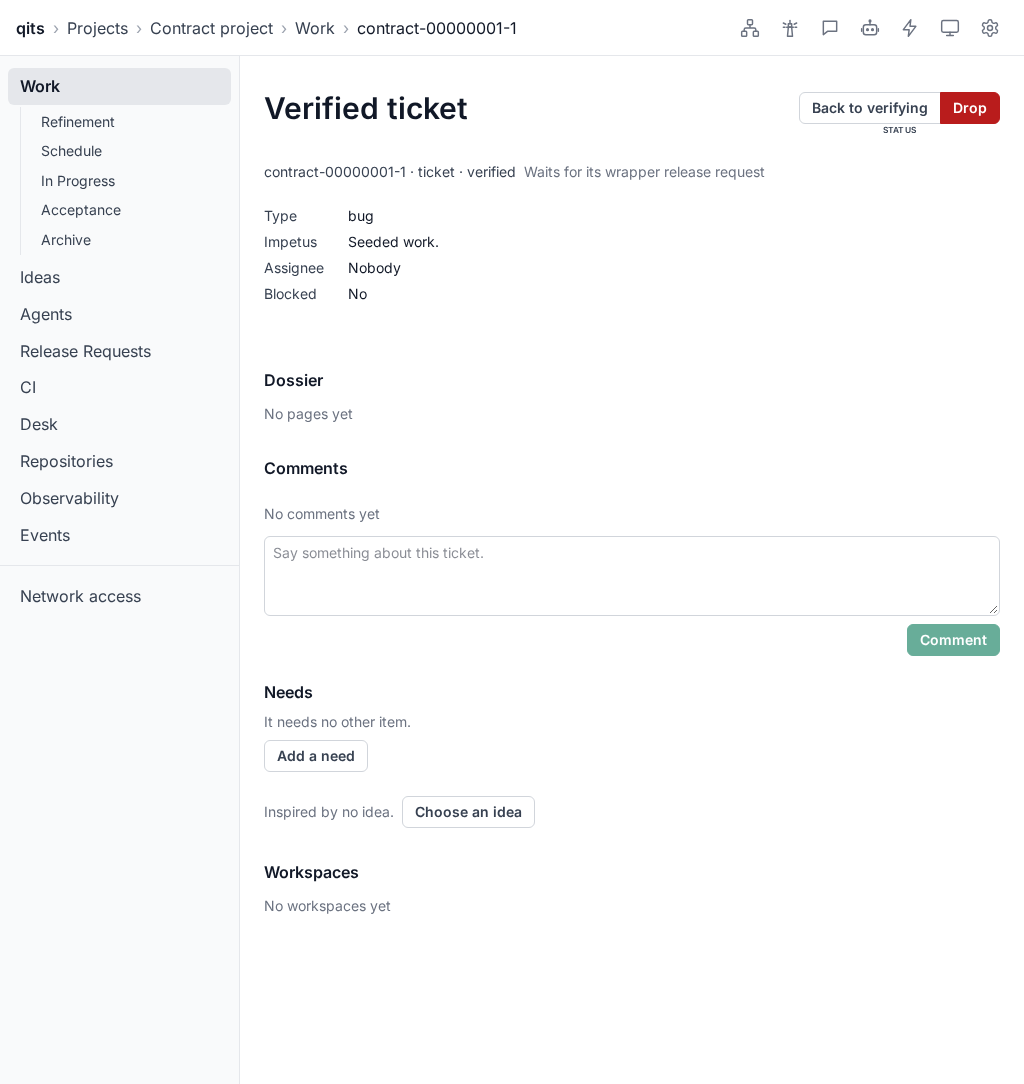 qits › Projects › Contract project › Work › contract-00000001-1
Work
Refinement
Schedule
In Progress
Acceptance
Archive
Ideas
Agents
Release Requests
CI
Desk
Repositories
Observability
Events
Network access
Verified ticket
Back to verifying
Drop
STATUS
contract-00000001-1 · ticket · verified Waits for its wrapper release request
Type bug
Impetus Seeded work.
Assignee Nobody
Blocked No
Dossier
No pages yet
Comments
No comments yet
Say something about this ticket.
Comment
Needs
It needs no other item.
Add a need
Inspired by no idea. Choose an idea
Workspaces
No workspaces yet